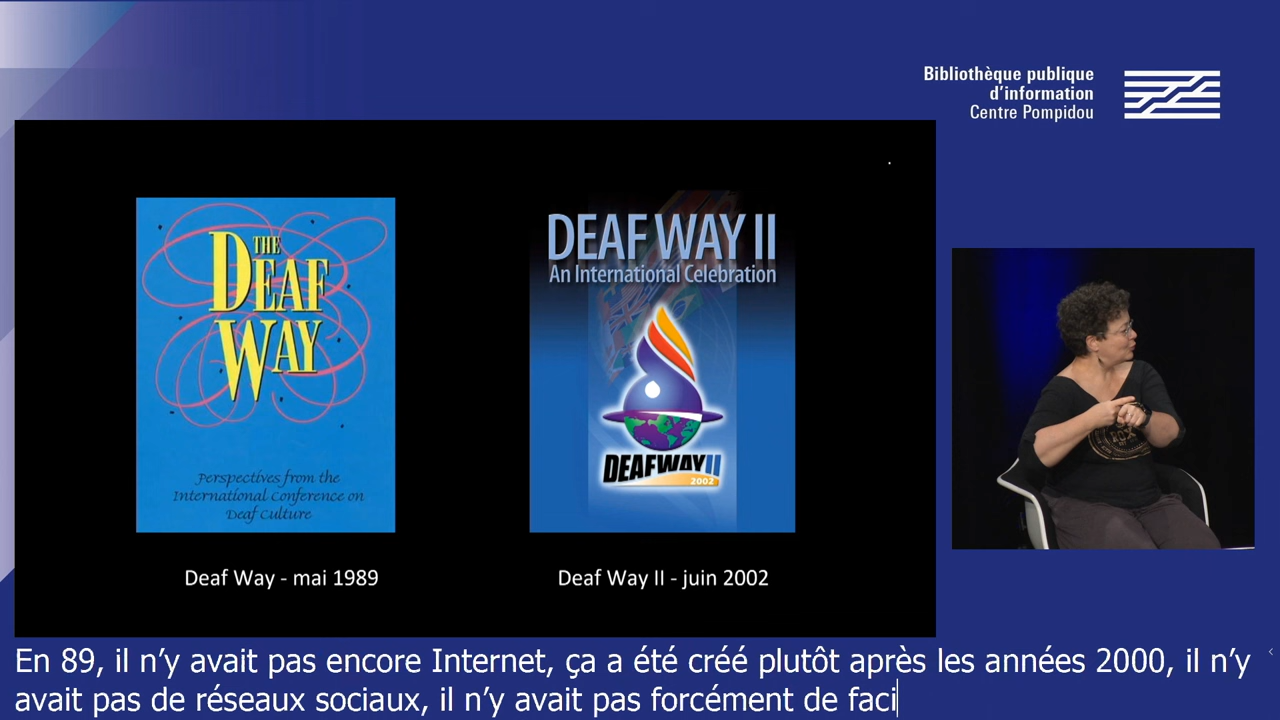 Bibliothèque publique
d'information
Centre Pompidou
THE
DEAF
WAY
Perspectives from the
International Conference on
Deaf Culture
DEAF WAY II
An International Celebration
DEAFWAY II
2002
Deaf Way - mai 1989
Deaf Way II - juin 2002
En 89, il n'y avait pas encore Internet, ça a été créé plutôt après les années 2000, il n'y
avait pas de réseaux sociaux, il n'y avait pas forcément de faci